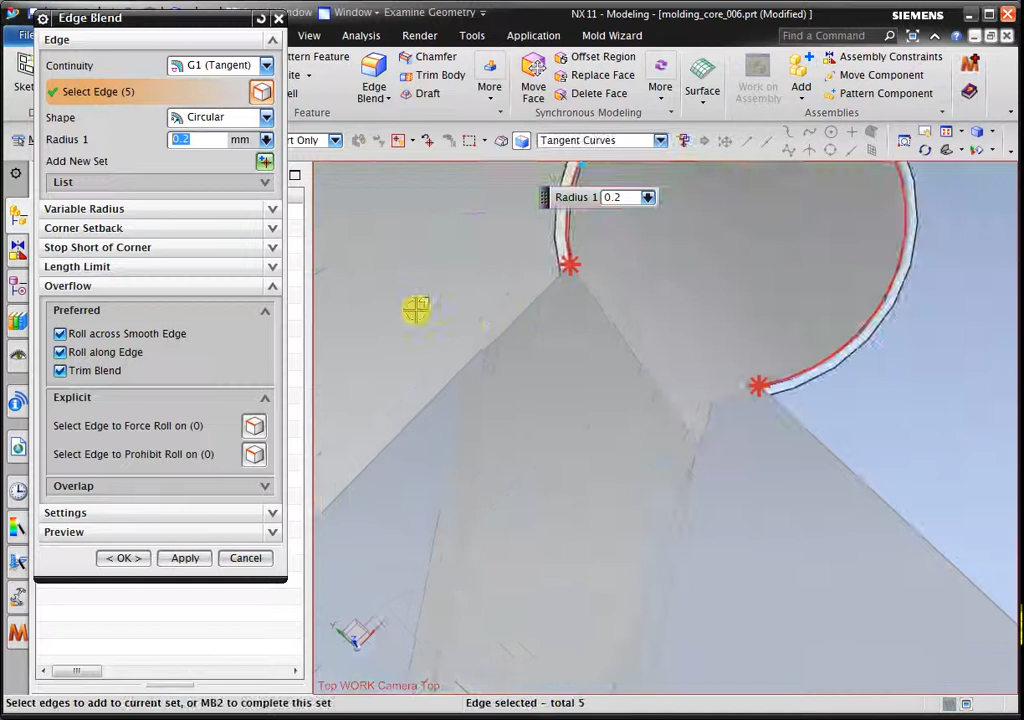 Edge Blend
Window
Window - Examine Geometry
NX 11 - Modeling - [molding_core_006.prt (Modified) ]
SIEMENS
View
Analysis
Render
Tools
Application
Mold Wizard
Find a Command
Edge
Continuity
G1 (Tangent)
Select Edge (5)
Shape
Circular
Radius 1
0.2
mm
Add New Set
List
Variable Radius
Corner Setback
Stop Short of Corner
Length Limit
Overflow
Preferred
Roll across Smooth Edge
Roll along Edge
Trim Blend
Explicit
Select Edge to Force Roll on (0)
Select Edge to Prohibit Roll on (0)
Overlap
Settings
Preview
< OK >
Apply
Cancel
Pattern Feature
Edge
Blend
Chamfer
Trim Body
Draft
More
Feature
Move
Face
Offset Region
Replace Face
Delete Face
More
Synchronous Modeling
Surface
Work on
Assembly
Add
Assembly Constraints
Move Component
Pattern Component
Assemblies
Tangent Curves
Radius 1
0.2
Top WORK Camera Top
Select edges to add to current set, or MB2 to complete this set
Edge selected - total 5